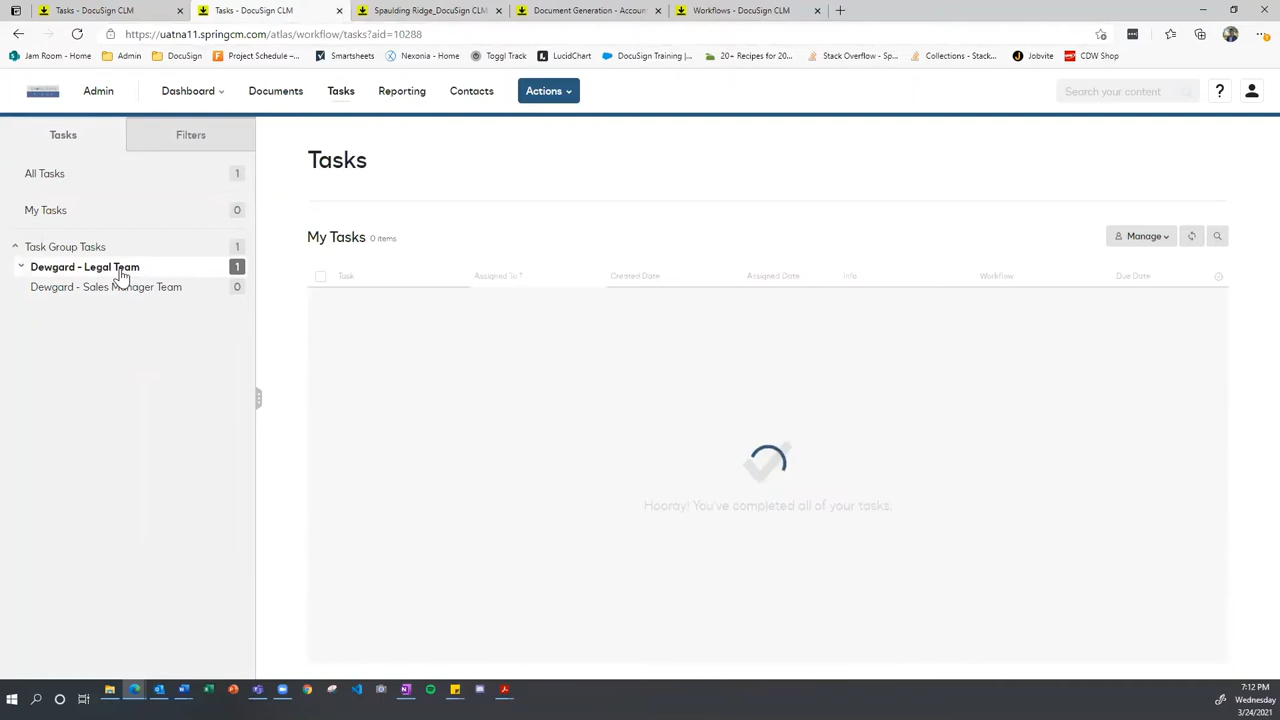 Tasks - DocuSign CLM
Tasks - DocuSign CLM
Spaulding Ridge_DocuSign CLM
Document Generation - Accoun
Workflows - DocuSign CLM
https://uatna11.springcm.com/atlas/workflow/tasks?aid=10288
Jam Room - Home
Admin
DocuSign
Project Schedule -...
Smartsheets
Nexonia - Home
Toggl Track
LucidChart
DocuSign Training |...
20+ Recipes for 20...
Stack Overflow - Sp...
Collections - Stack...
Jobvite
CDW Shop
Admin
Dashboard
Documents
Tasks
Reporting
Contacts
Actions
Search your content
?
Tasks
Filters
All Tasks 1
My Tasks 0
Task Group Tasks 1
Dewgard - Legal Team 1
Dewgard - Sales Manager Team 0
Tasks
My Tasks 0 items
Manage
Task
Assigned To
Created Date
Assigned Date
Info
Workflow
Due Date
Hooray! You've completed all of your tasks.
7:12 PM
Wednesday
3/24/2021